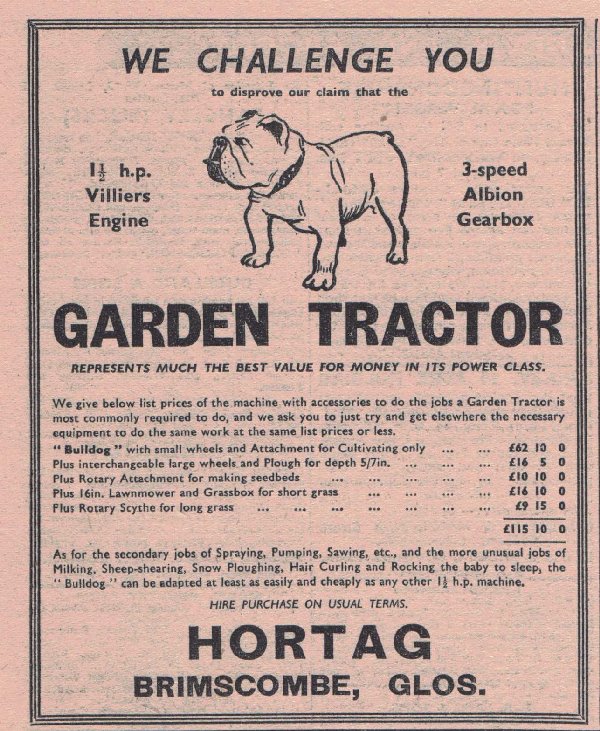 WE CHALLENGE YOU
to disprove our claim that the
1½ h.p.
Villiers
Engine
3-speed
Albion
Gearbox
GARDEN TRACTOR
REPRESENTS MUCH THE BEST VALUE FOR MONEY IN ITS POWER CLASS.
We give below list prices of the machine with accessories to do the jobs a Garden Tractor is
most commonly required to do, and we ask you to just try and get elsewhere the necessary
equipment to do the same work at the same list prices or less.
"Bulldog" with small wheels and Attachment for Cultivating only ... ... £62 10 0
Plus interchangeable large wheels and Plough for depth 5/7in. ... ... ... £16 5 0
Plus Rotary Attachment for making seedbeds ... ... ... ... ... £10 10 0
Plus 16in. Lawnmower and Grassbox for short grass ... ... ... ... £16 10 0
Plus Rotary Scythe for long grass ... ... ... ... ... ... ... £9 15 0
£115 10 0
As for the secondary jobs of Spraying, Pumping, Sawing, etc., and the more unusual jobs of
Milking, Sheep-shearing, Snow Ploughing, Hair Curling and Rocking the baby to sleep, the
"Bulldog" can be adapted at least as easily and cheaply as any other 1½ h.p. machine.
HIRE PURCHASE ON USUAL TERMS.
HORTAG
BRIMSCOMBE, GLOS.